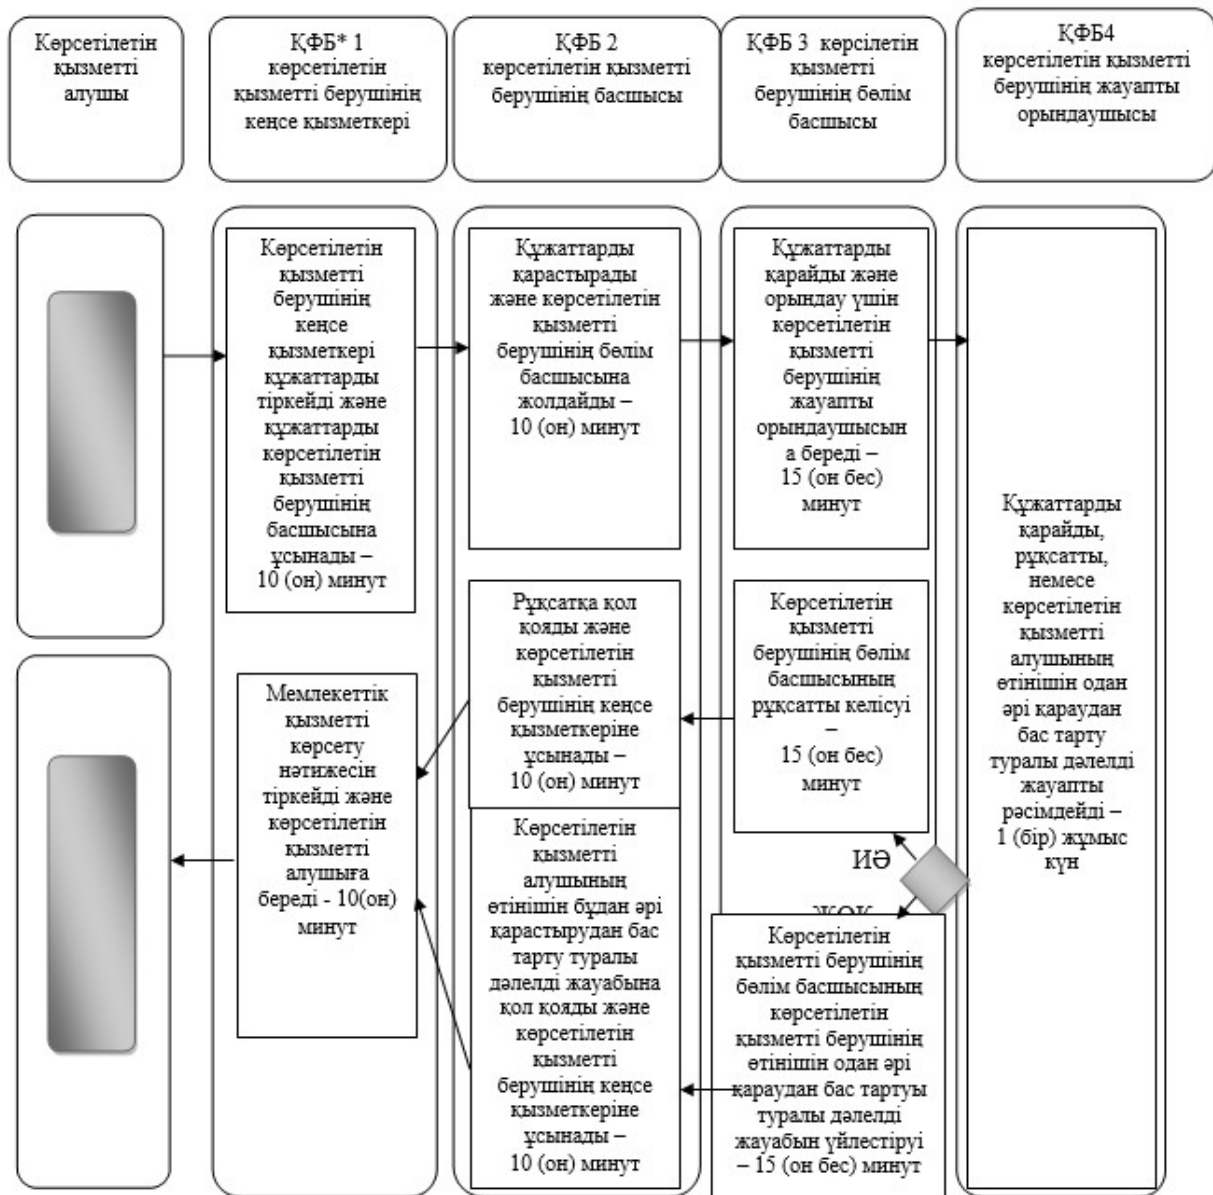 Көрсетілетін
қызметті
алушы
ҚФБ* 1
көрсетілетін
қызметті берушінің
кеңсе қызметкері
ҚФБ 2
көрсетілетін қызметті
берушінің басшысы
ҚФБ 3 көрсілетін
қызметті
берушінің бөлім
басшысы
ҚФБ4
көрсетілетін қызметті
берушінің жауапты
орындаушысы
Көрсетілетін
қызметті
берушінің
кеңсе
қызметкері
құжаттарды
тіркейді және
құжаттарды
көрсетілетін
қызметті
берушінің
басшысына
ұсынады –
10 (он) минут
Құжаттарды
қарастырады
және көрсетілетін
қызметті
берушінің бөлім
басшысына
жолдайды –
10 (он) минут
Құжаттарды
қарайды және
орындау үшін
көрсетілетін
қызметті
берушінің
жауапты
орындаушысын
а береді –
15 (он бес)
минут
Құжаттарды
қарайды,
рұқсатты,
немесе
көрсетілетін
қызметті
алушының
өтінішін одан
әрі қараудан
бас тарту
туралы дәлелді
жауапты
рәсімдейді –
1 (бір) жұмыс
күн
Рұқсатқа қол
қояды және
көрсетілетін
қызметті
берушінің кеңсе
қызметкеріне
ұсынады –
10 (он) минут
Көрсетілетін
қызметті
берушінің бөлім
басшысының
рұқсатты келісуі
–
15 (он бес)
минут
Мемлекеттік
қызметті
көрсету
нәтижесін
тіркейді және
көрсетілетін
қызметті
алушыға
береді - 10(он)
минут
Көрсетілетін
қызметті
алушының
өтінішін бұдан әрі
қарастырудан бас
тарту туралы
дәлелді жауабына
қол қояды және
көрсетілетін
қызметті
берушінің кеңсе
қызметкеріне
ұсынады –
10 (он) минут
ИӘ
Көрсетілетін
қызметті берушінің
бөлім басшысының
көрсетілетін
қызметті берушінің
өтінішін одан әрі
қараудан бас тартуы
туралы дәлелді
жауабын үйлестіруі
– 15 (он бес) минут